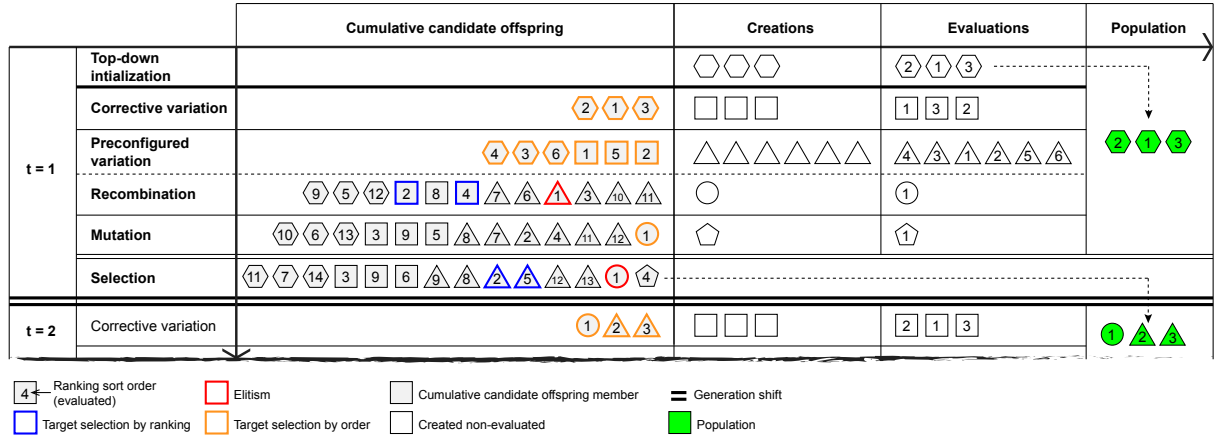 Cumulative candidate offspring Creations Evaluations Population
t = 1
Top-down
intialization
2 1 3
Corrective variation
2 1 3
1 3 2
Preconfigured
variation
4 3 6 1 5 2
4 3 1 2 5 6
2 1 3
Recombination
9 5 12 2 8 4 7 6 1 3 10 11
1
Mutation
10 6 13 3 9 5 8 7 2 4 11 12 1
1
Selection
11 7 14 3 9 6 9 8 2 5 12 13 1 4
t = 2
Corrective variation
1 2 3
2 1 3
1 2 3
4 Ranking sort order
(evaluated)
Elitism
Cumulative candidate offspring member
Generation shift
Target selection by ranking
Target selection by order
Created non-evaluated
Population